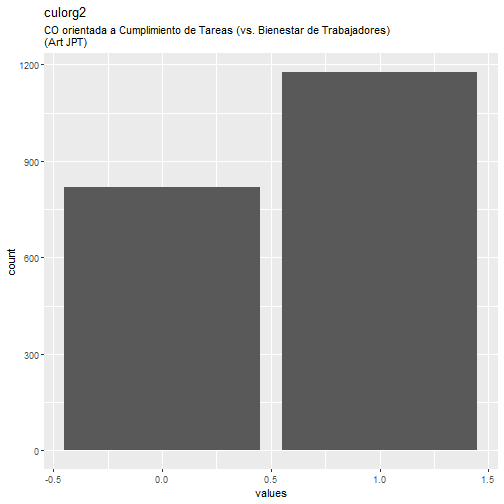 culorg2
CO orientada a Cumplimiento de Tareas (vs. Bienestar de Trabajadores)
(Art JPT)
1200
900
600
300
0
count
-0.5
0.0
0.5
1.0
1.5
values